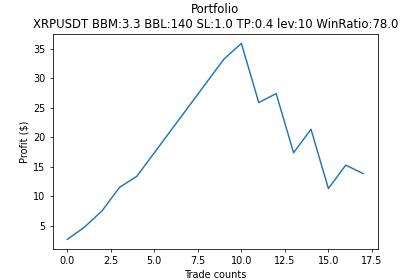 Portfolio
XRPUSDT BBM:3.3 BBL:140 SL:1.0 TP:0.4 lev:10 WinRatio:78.0
35
30
25
20
15
10
5
Profit ($)
0.0 2.5 5.0 7.5 10.0 12.5 15.0 17.5
Trade counts